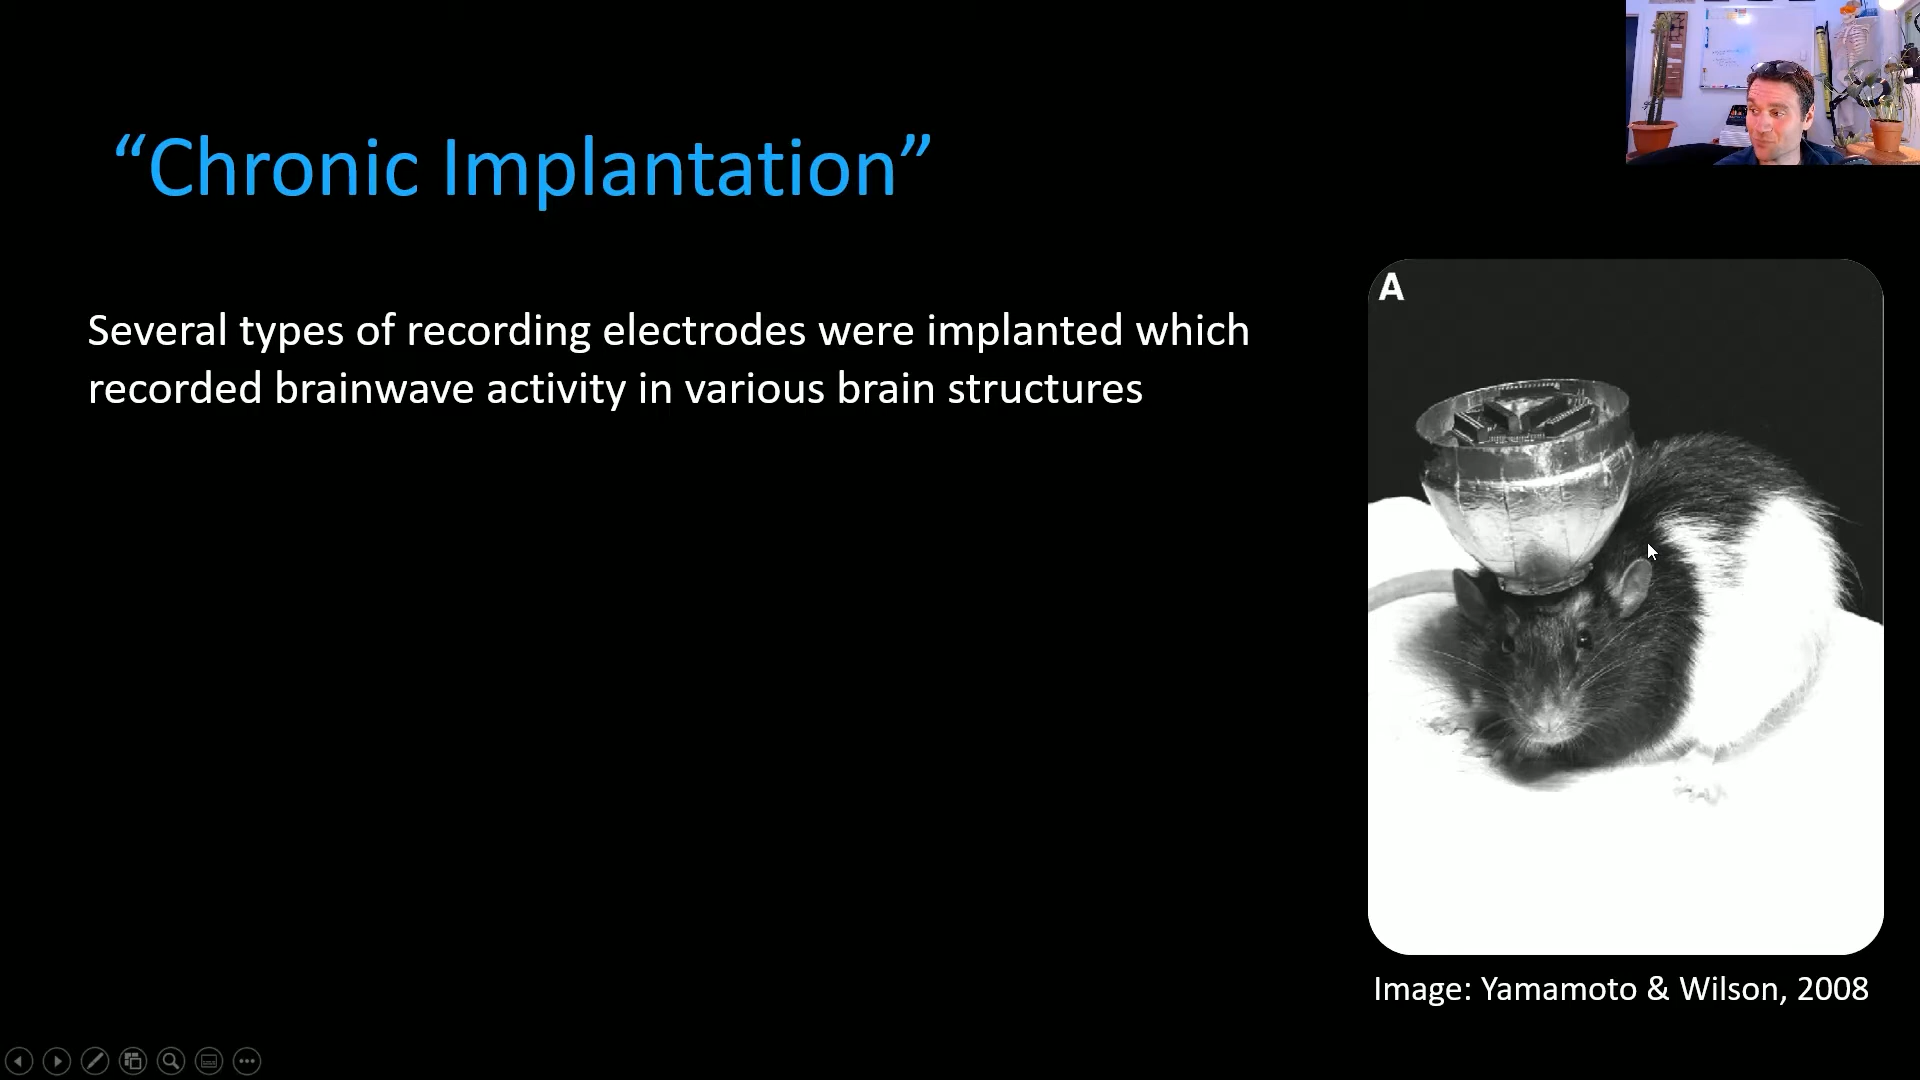 “Chronic Implantation”
Several types of recording electrodes were implanted which
recorded brainwave activity in various brain structures
A
Image: Yamamoto & Wilson, 2008